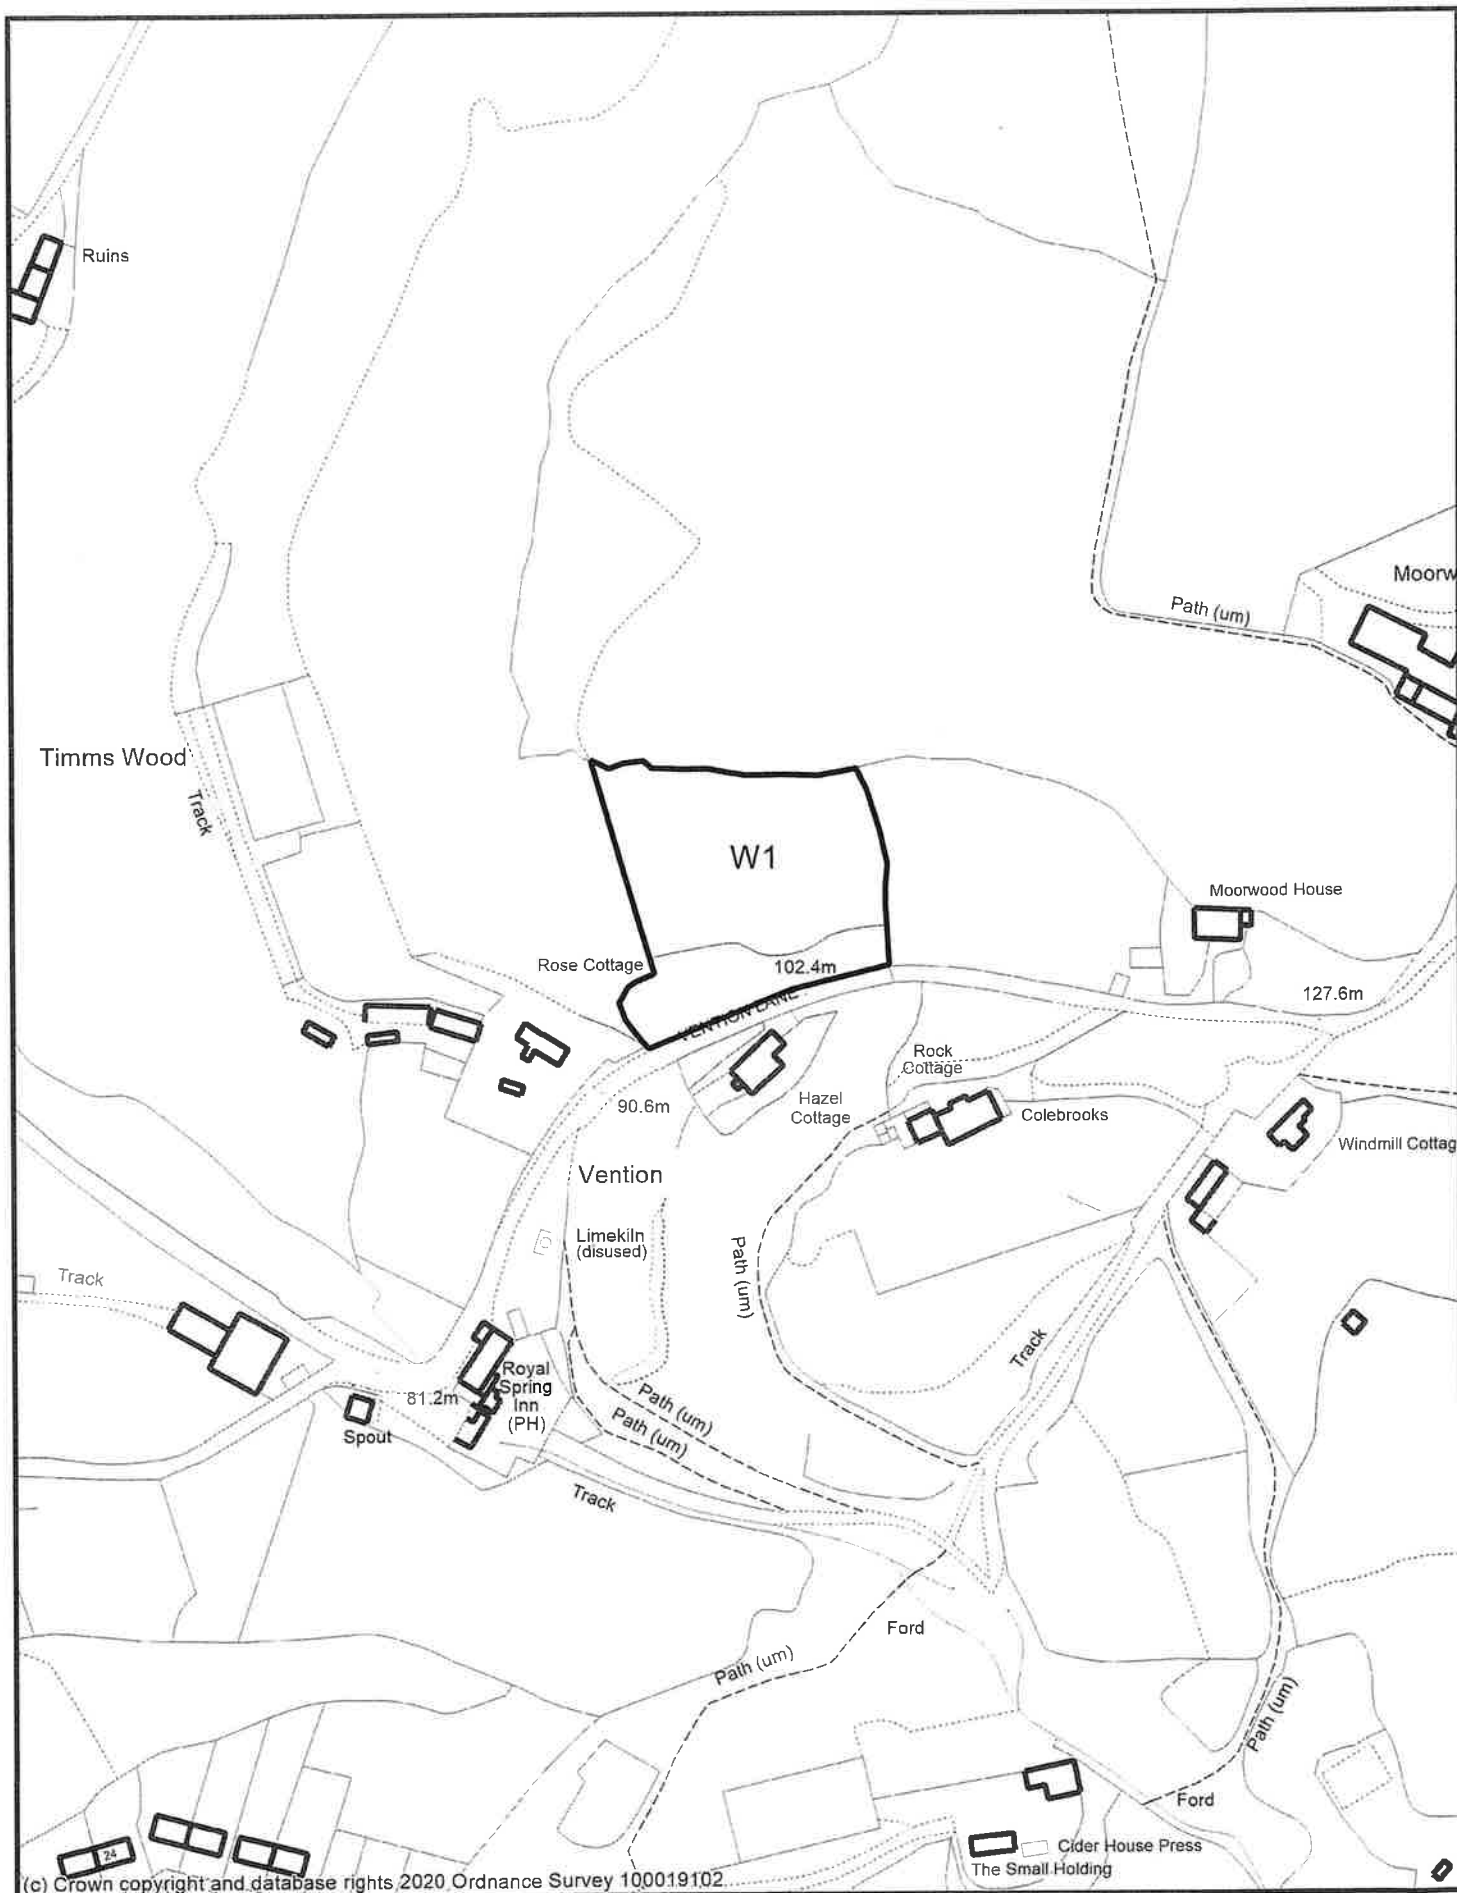 Ruins
Moorw
Path (um)
Timms Wood
Track
W1
Moorwood House
Rose Cottage
102.4m
127.6m
VENTION LANE
Rock
Cottage
90.6m
Hazel
Cottage
Colebrooks
Windmill Cottag
Vention
Limekiln
(disused)
Path (um)
Track
Track
Royal
Spring
Inn
(PH)
81.2m
Spout
Path (um)
Path (um)
Track
Ford
Path (um)
Path (um)
Ford
Cider House Press
The Small Holding
24
(c) Crown copyright and database rights 2020 Ordnance Survey 100019102